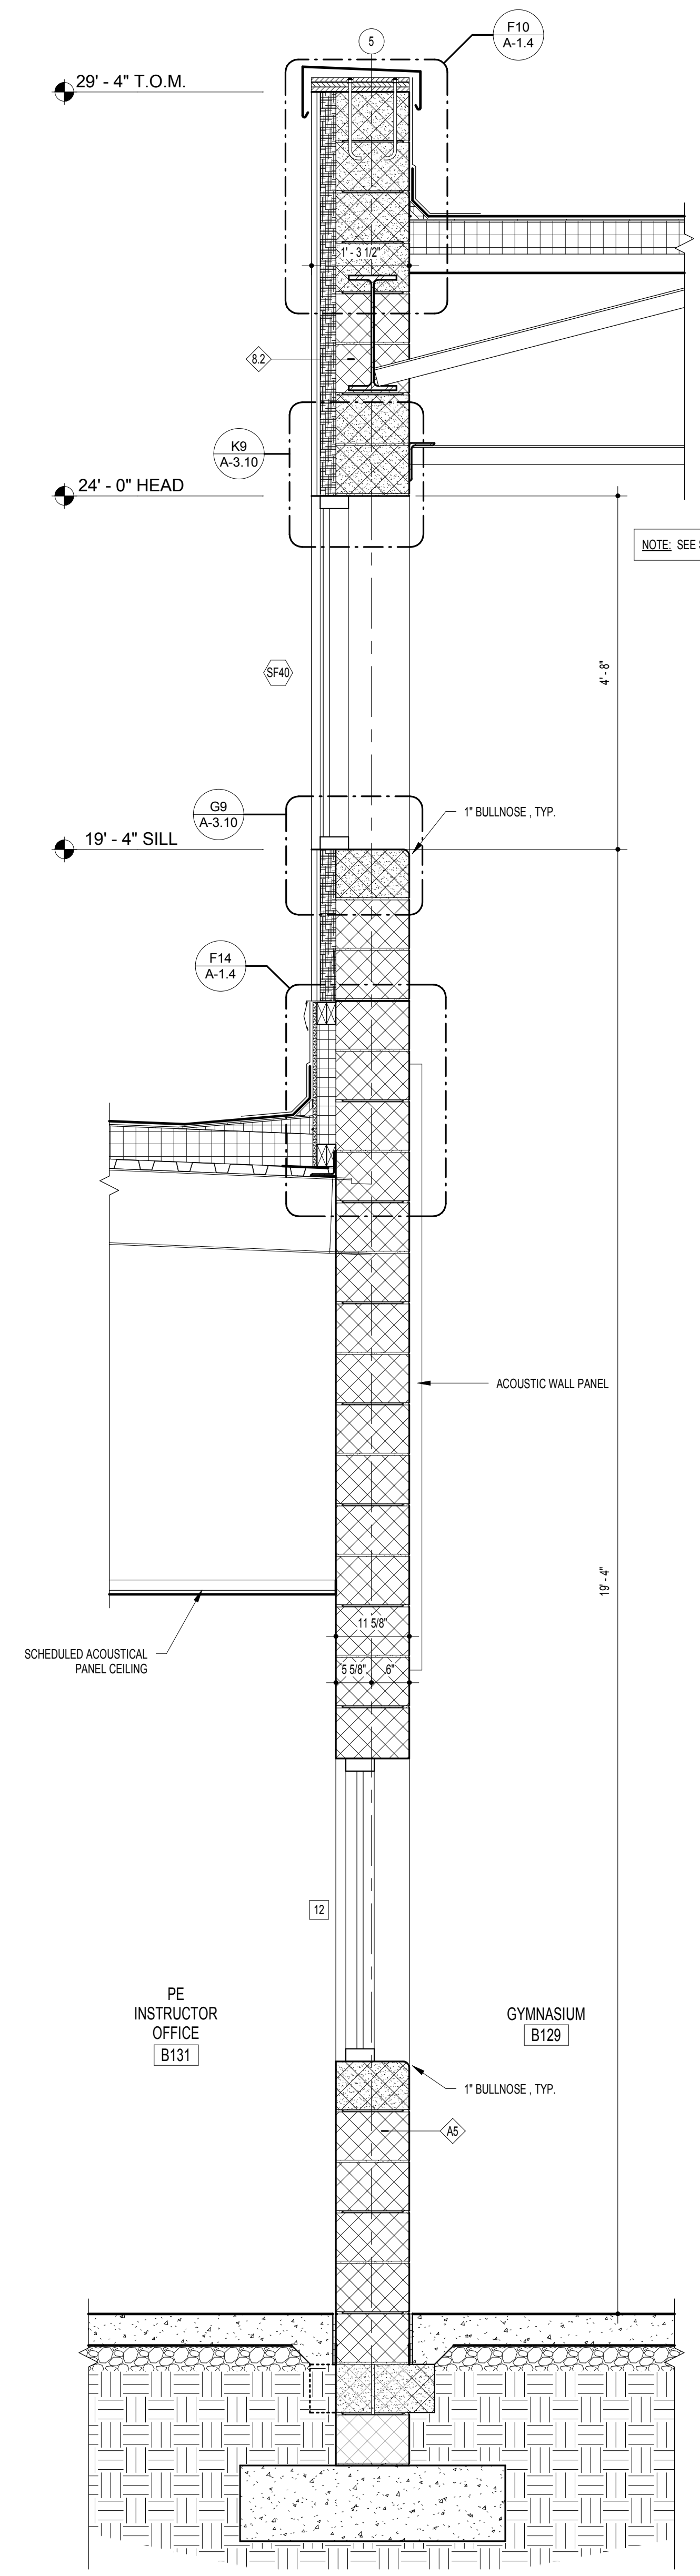 F10
A-1.4
5
29' - 4" T.O.M.
1' - 3 1/2"
8.2
K9
A-3.10
24' - 0" HEAD
NOTE: SEE
SF40
4' - 8"
G9
A-3.10
1" BULLNOSE , TYP.
19' - 4" SILL
F14
A-1.4
ACOUSTIC WALL PANEL
19' - 4"
11 5/8"
SCHEDULED ACOUSTICAL
PANEL CEILING
5 5/8" 6"
12
PE
INSTRUCTOR
OFFICE
B131
GYMNASIUM
B129
1" BULLNOSE , TYP.
A5